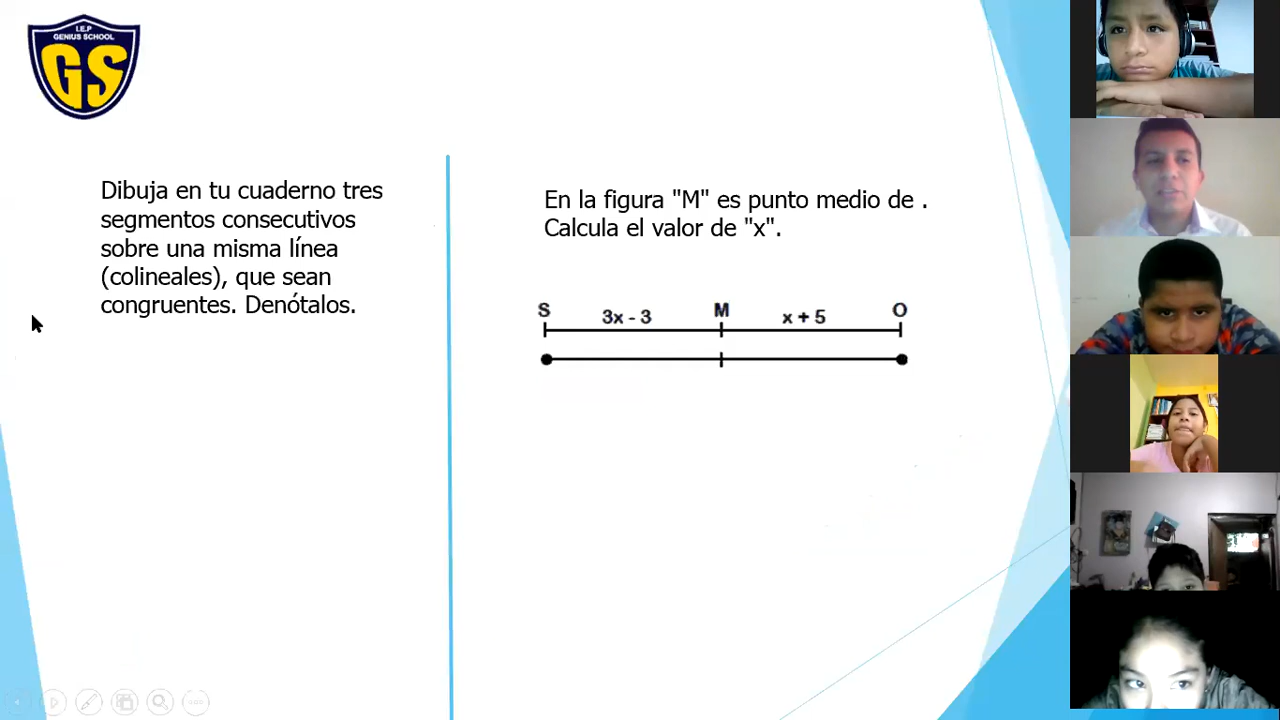 I.E.P
GENIUS SCHOOL
GS
Dibuja en tu cuaderno tres
segmentos consecutivos
sobre una misma línea
(colineales), que sean
congruentes. Denótalos.
En la figura "M" es punto medio de .
Calcula el valor de "x".
S 3x - 3 M x + 5 O